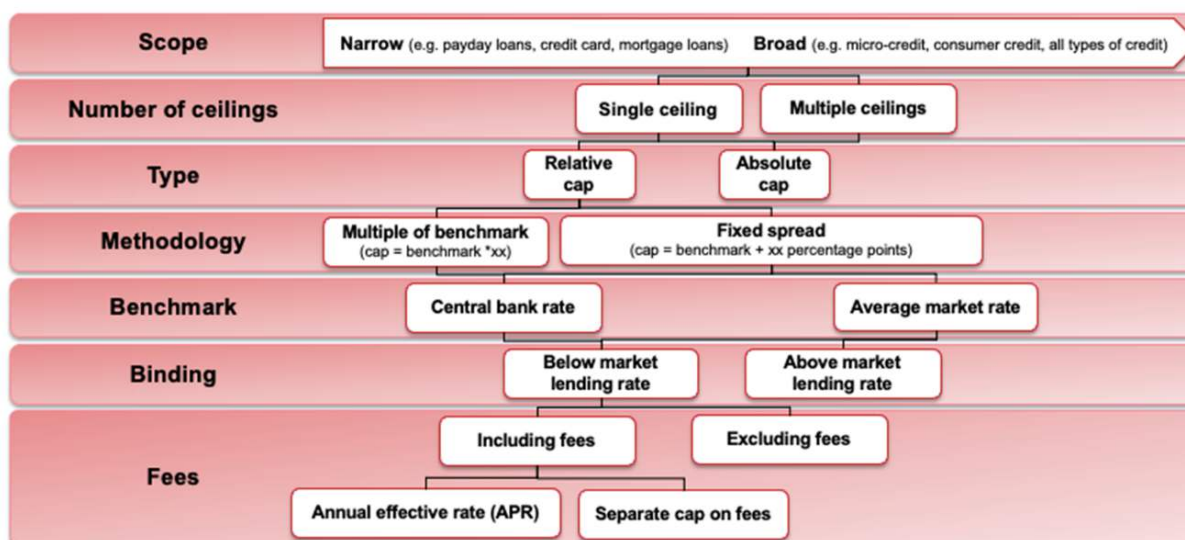 Scope
Narrow (e.g. payday loans, credit card, mortgage loans) Broad (e.g. micro-credit, consumer credit, all types of credit)
Number of ceilings
Single ceiling
Multiple ceilings
Type
Relative
cap
Absolute
cap
Methodology
Multiple of benchmark
(cap = benchmark *xx)
Fixed spread
(cap = benchmark + xx percentage points)
Benchmark
Central bank rate
Average market rate
Binding
Below market
lending rate
Above market
lending rate
Fees
Including fees
Excluding fees
Annual effective rate (APR)
Separate cap on fees